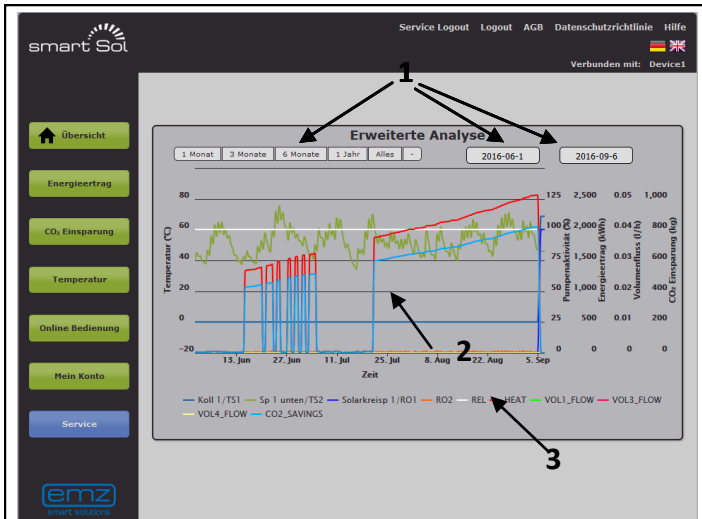 Service Logout Logout AGB Datenschutzrichtlinie Hilfe
smart Sol
Verbunden mit: Device1
1
Übersicht
Energieertrag
CO₂ Einsparung
Temperatur
Online Bedienung
Mein Konto
Service
emz
smart solutions
Erweiterte Analyse
1 Monat 3 Monate 6 Monate 1 Jahr Alles -
2016-06-1 2016-09-6
80 125 2,500 0.05 1,000
60 100 2,000 0.04 800
40 75 1,500 0.03 600
20 50 1,000 0.02 400
0 25 500 0.01 200
-20 0 0 0 0
Temperatur (°C)
Pumpenaktivität (%)
Energieertrag (kWh)
Volumenfluss (l/h)
CO₂ Einsparung (kg)
13. Jun 27. Jun 11. Jul 25. Jul 8. Aug 22. Aug 5. Sep
Zeit
2
Koll 1/TS1 Sp 1 unten/TS2 Solarkreisp 1/RO1 RO2 REL HEAT VOL1_FLOW VOL3_FLOW
VOL4_FLOW CO2_SAVINGS
3